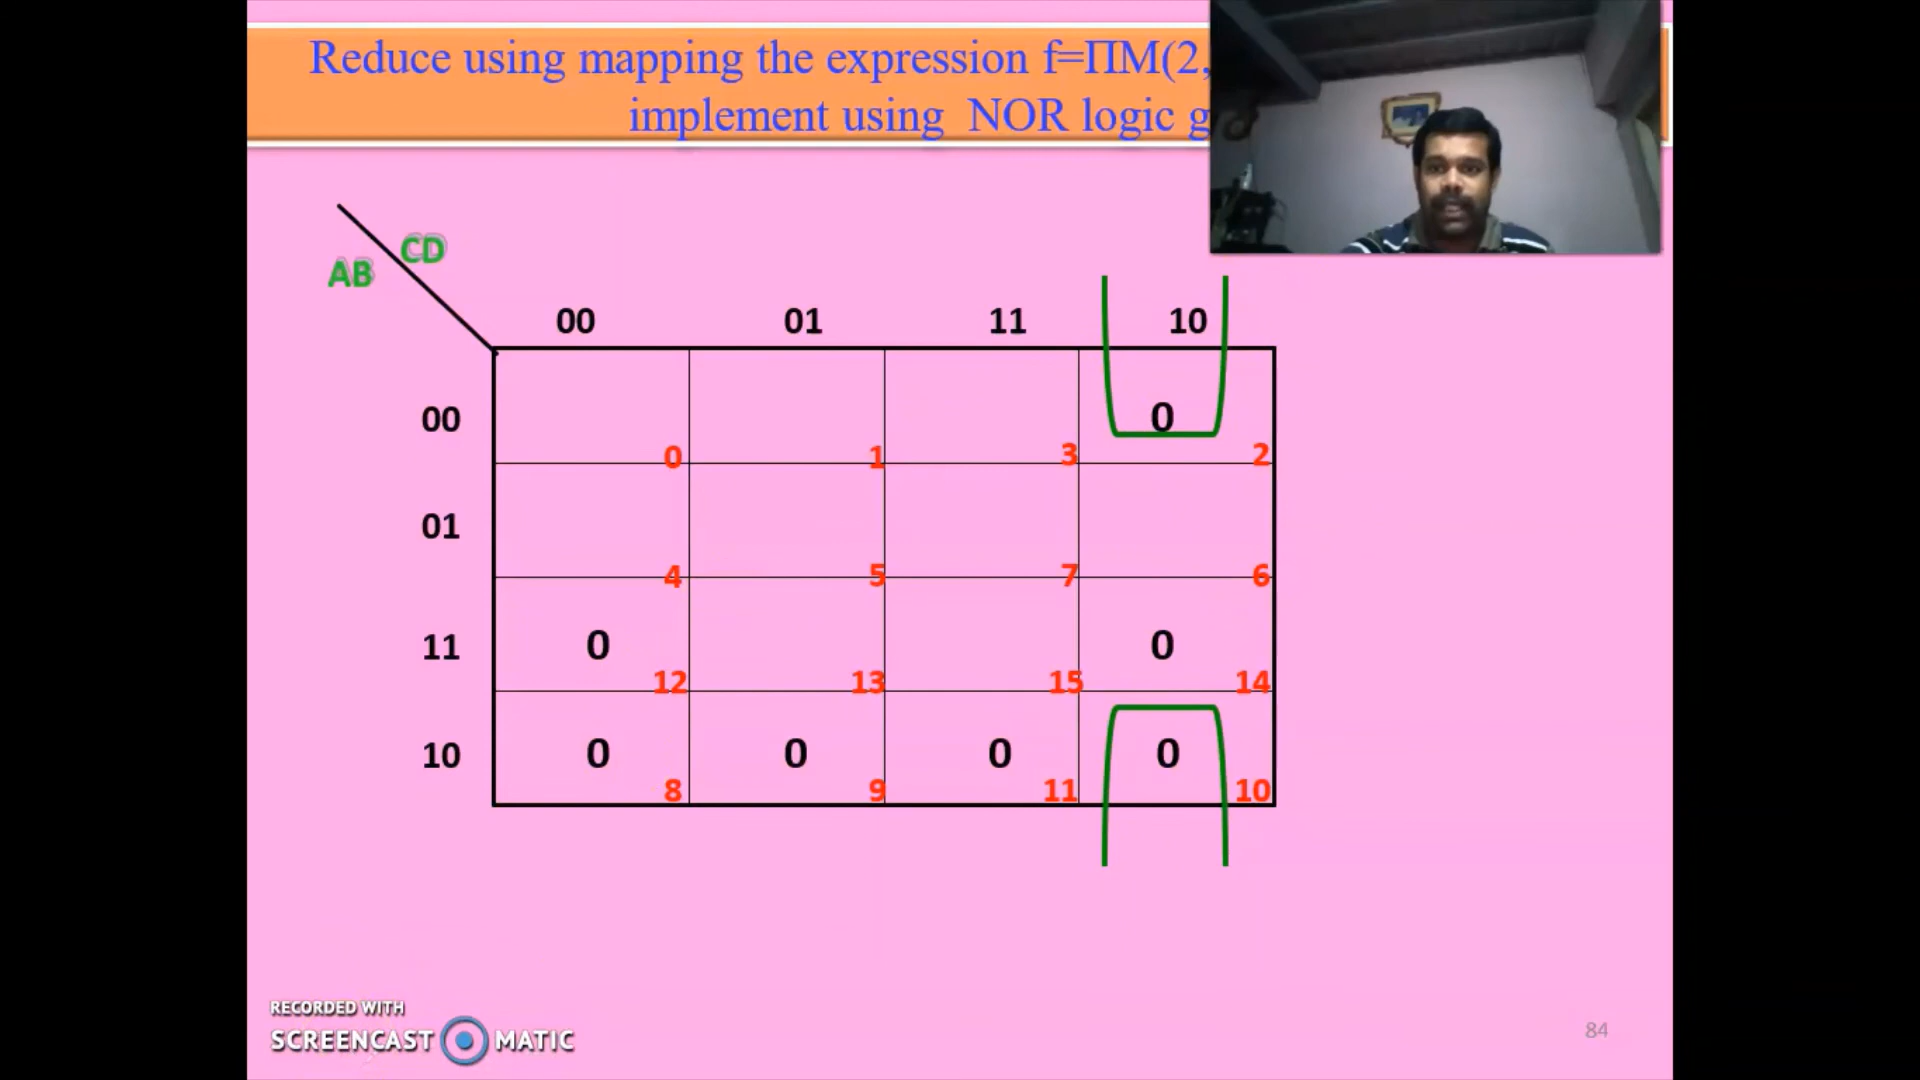 Reduce using mapping the expression f=ΠM(2,
implement using NOR logic
CD
AB
00 01 11 10
00 0
0 1 3 2
01
4 5 7 6
11 0 0
12 13 15 14
10 0 0 0 0
8 9 11 10
RECORDED WITH
SCREENCAST MATIC
84